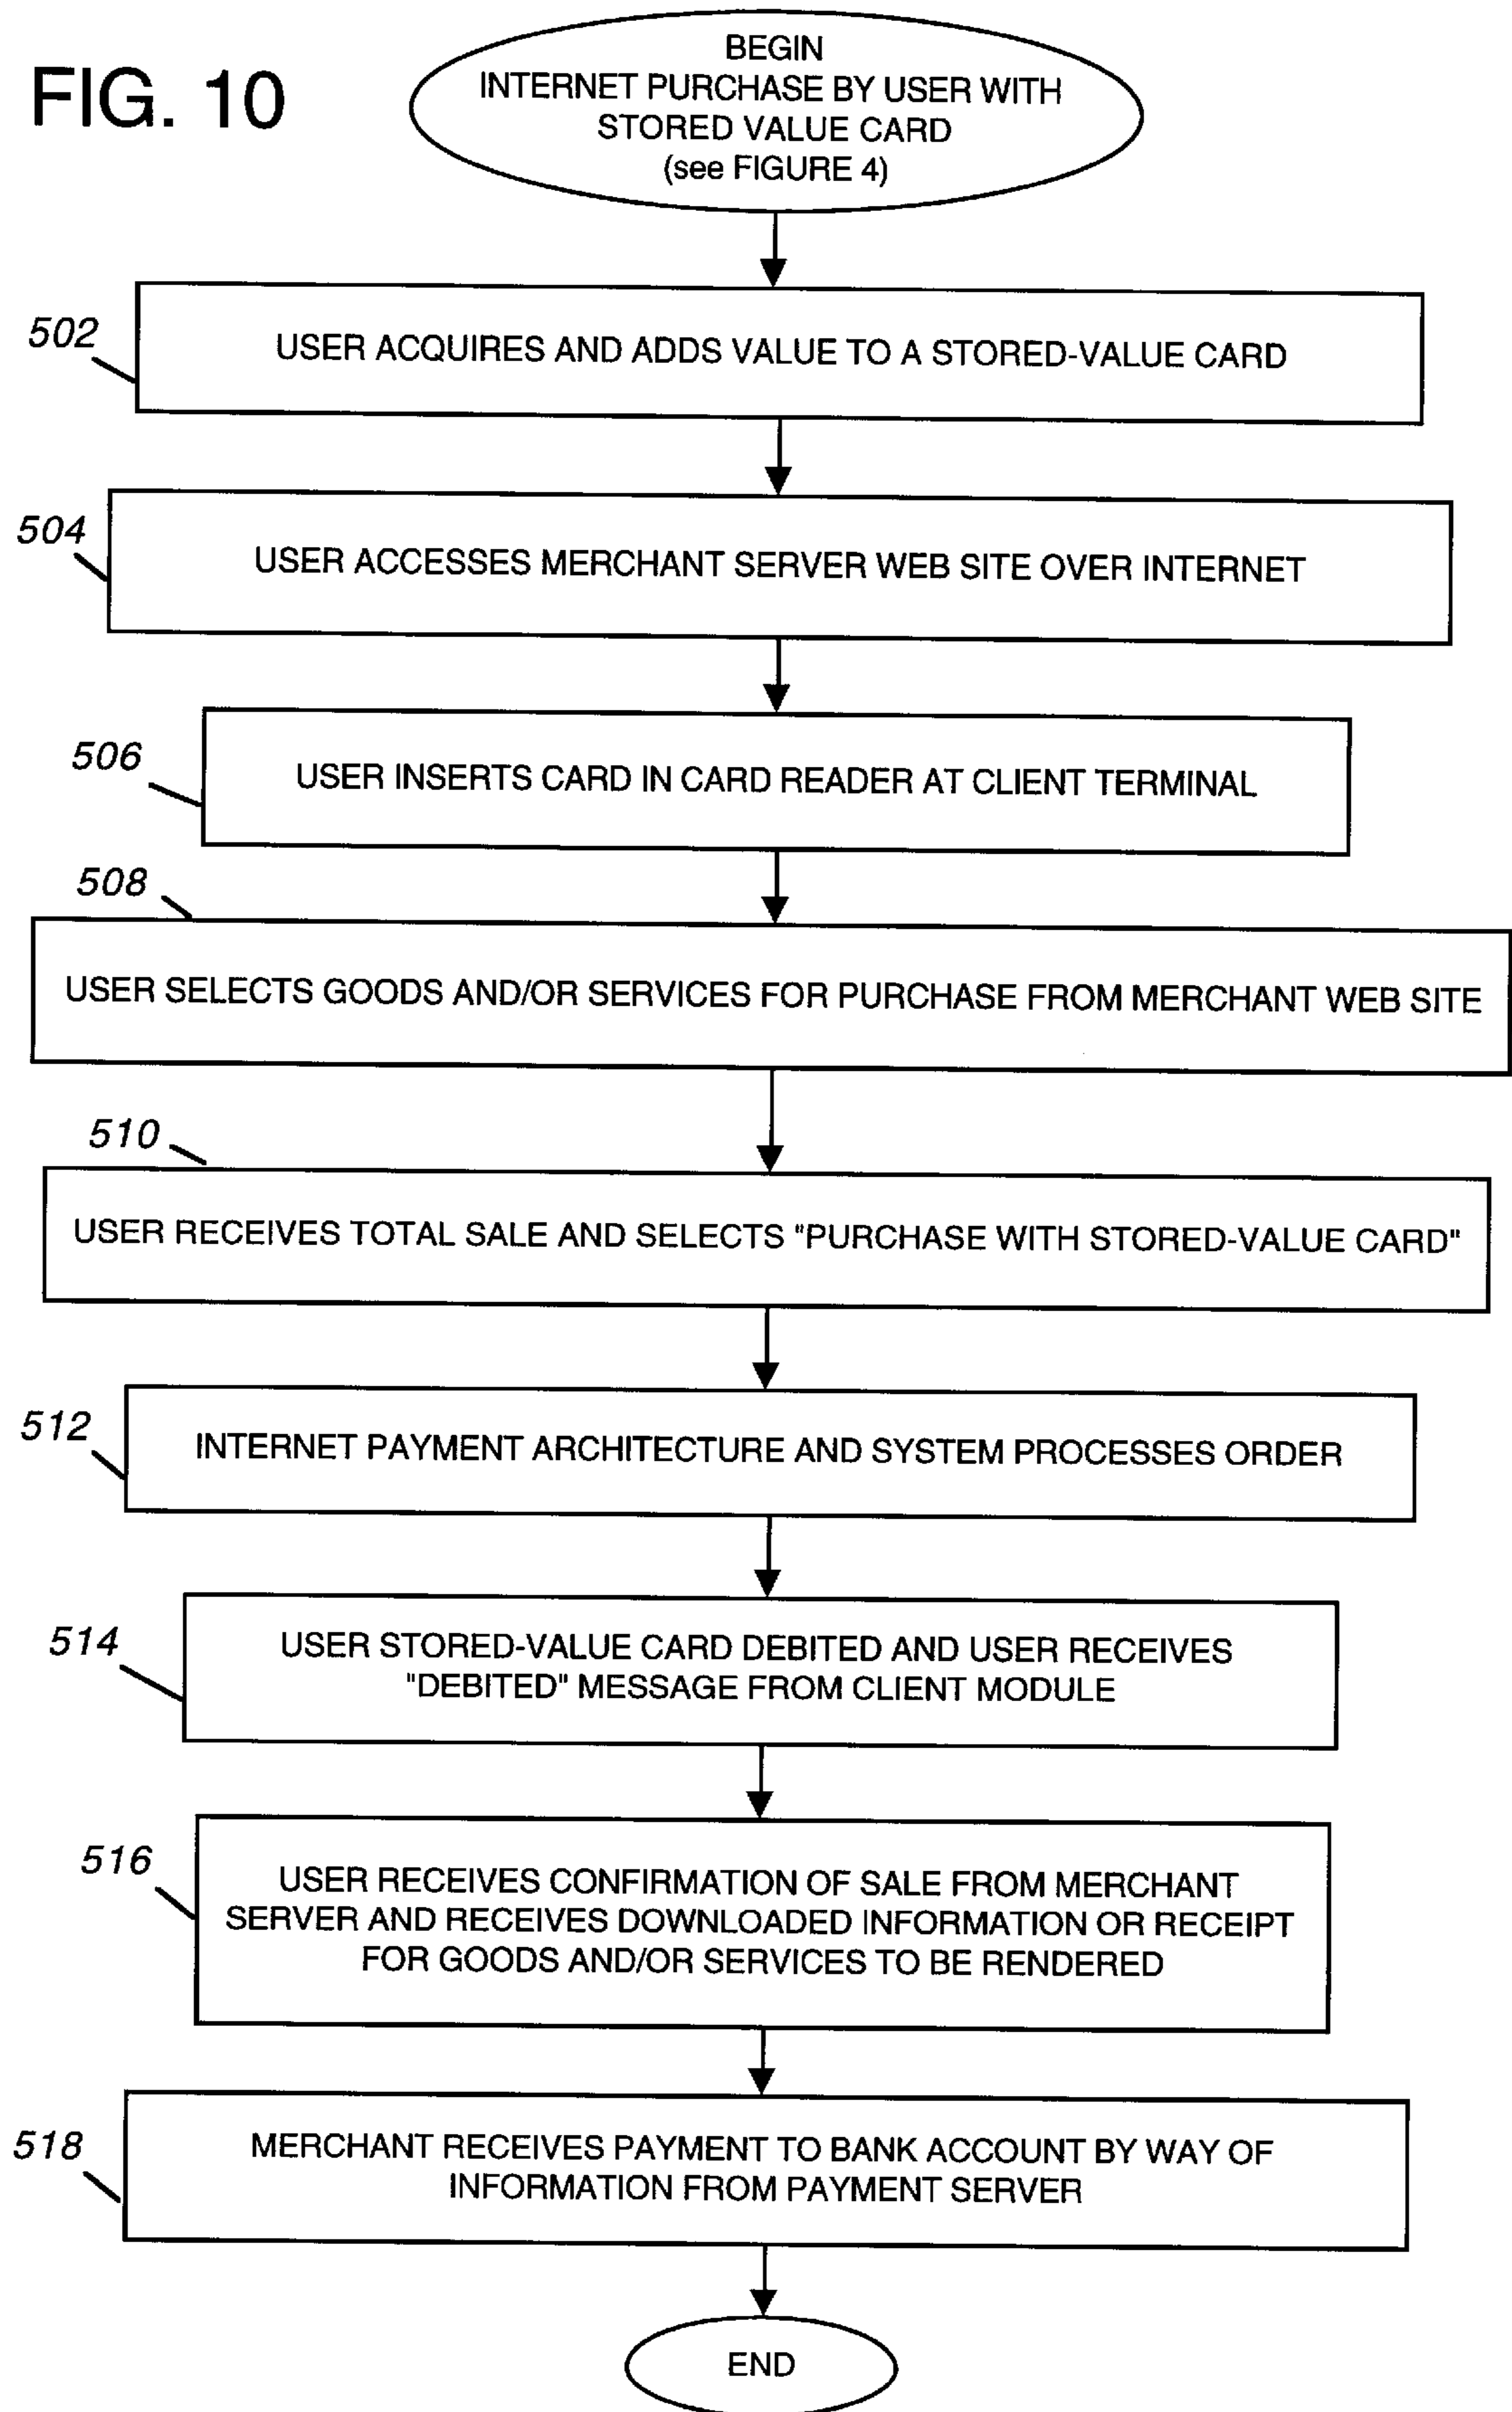 FIG. 10
BEGIN
INTERNET PURCHASE BY USER WITH
STORED VALUE CARD
(see FIGURE 4)
502
USER ACQUIRES AND ADDS VALUE TO A STORED-VALUE CARD
504
USER ACCESSES MERCHANT SERVER WEB SITE OVER INTERNET
506
USER INSERTS CARD IN CARD READER AT CLIENT TERMINAL
508
USER SELECTS GOODS AND/OR SERVICES FOR PURCHASE FROM MERCHANT WEB SITE
510
USER RECEIVES TOTAL SALE AND SELECTS "PURCHASE WITH STORED-VALUE CARD"
512
INTERNET PAYMENT ARCHITECTURE AND SYSTEM PROCESSES ORDER
514
USER STORED-VALUE CARD DEBITED AND USER RECEIVES
"DEBITED" MESSAGE FROM CLIENT MODULE
516
USER RECEIVES CONFIRMATION OF SALE FROM MERCHANT
SERVER AND RECEIVES DOWNLOADED INFORMATION OR RECEIPT
FOR GOODS AND/OR SERVICES TO BE RENDERED
518
MERCHANT RECEIVES PAYMENT TO BANK ACCOUNT BY WAY OF
INFORMATION FROM PAYMENT SERVER
END